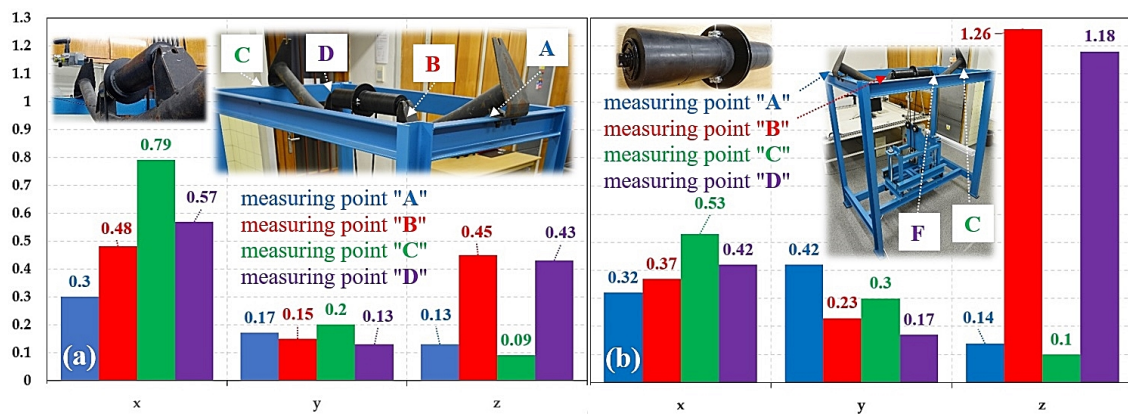 1.3
1.2
1.1
1
0.9
0.8
0.7
0.6
0.5
0.4
0.3
0.2
0.1
0
C
D
B
A
0.79
0.57
0.48
0.3
measuring point "A"
measuring point "B"
measuring point "C"
measuring point "D"
0.17
0.15
0.2
0.13
0.13
0.45
0.09
0.43
(a)
x
y
z
measuring point "A"
measuring point "B"
measuring point "C"
measuring point "D"
F
C
0.32
0.37
0.53
0.42
0.42
0.23
0.3
0.17
0.14
1.26
0.1
1.18
(b)
x
y
z